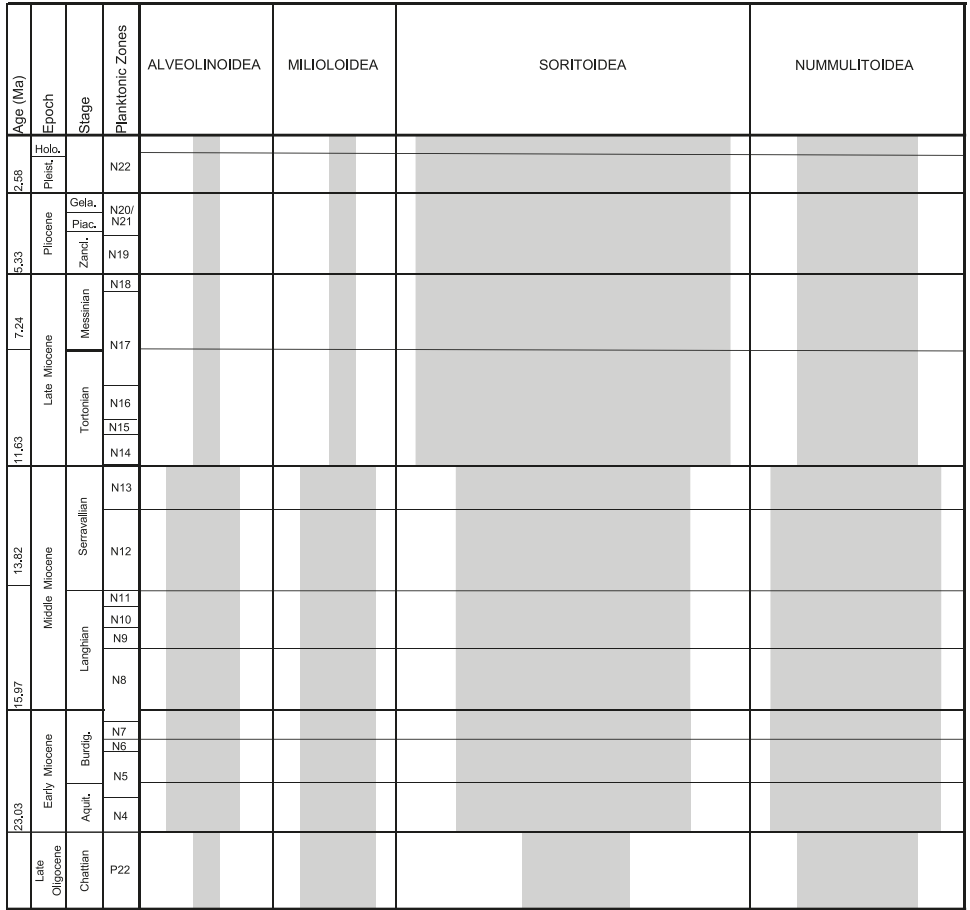 Age (Ma)
Epoch
Stage
Planktonic Zones
ALVEOLINOIDEA
MILIOLOIDEA
SORITOIDEA
NUMMULITOIDEA
2.58
Holo.
Pleist.
N22
5.33
Pliocene
Gela.
Piac.
Zancl.
N20/
N21
N19
7.24
11.63
Late Miocene
Messinian
Tortonian
N18
N17
N16
N15
N14
13.82
15.97
Middle Miocene
Serravallian
Langhian
N13
N12
N11
N10
N9
N8
23.03
Early Miocene
Burdig.
Aquit.
N7
N6
N5
N4
Late
Oligocene
Chattian
P22